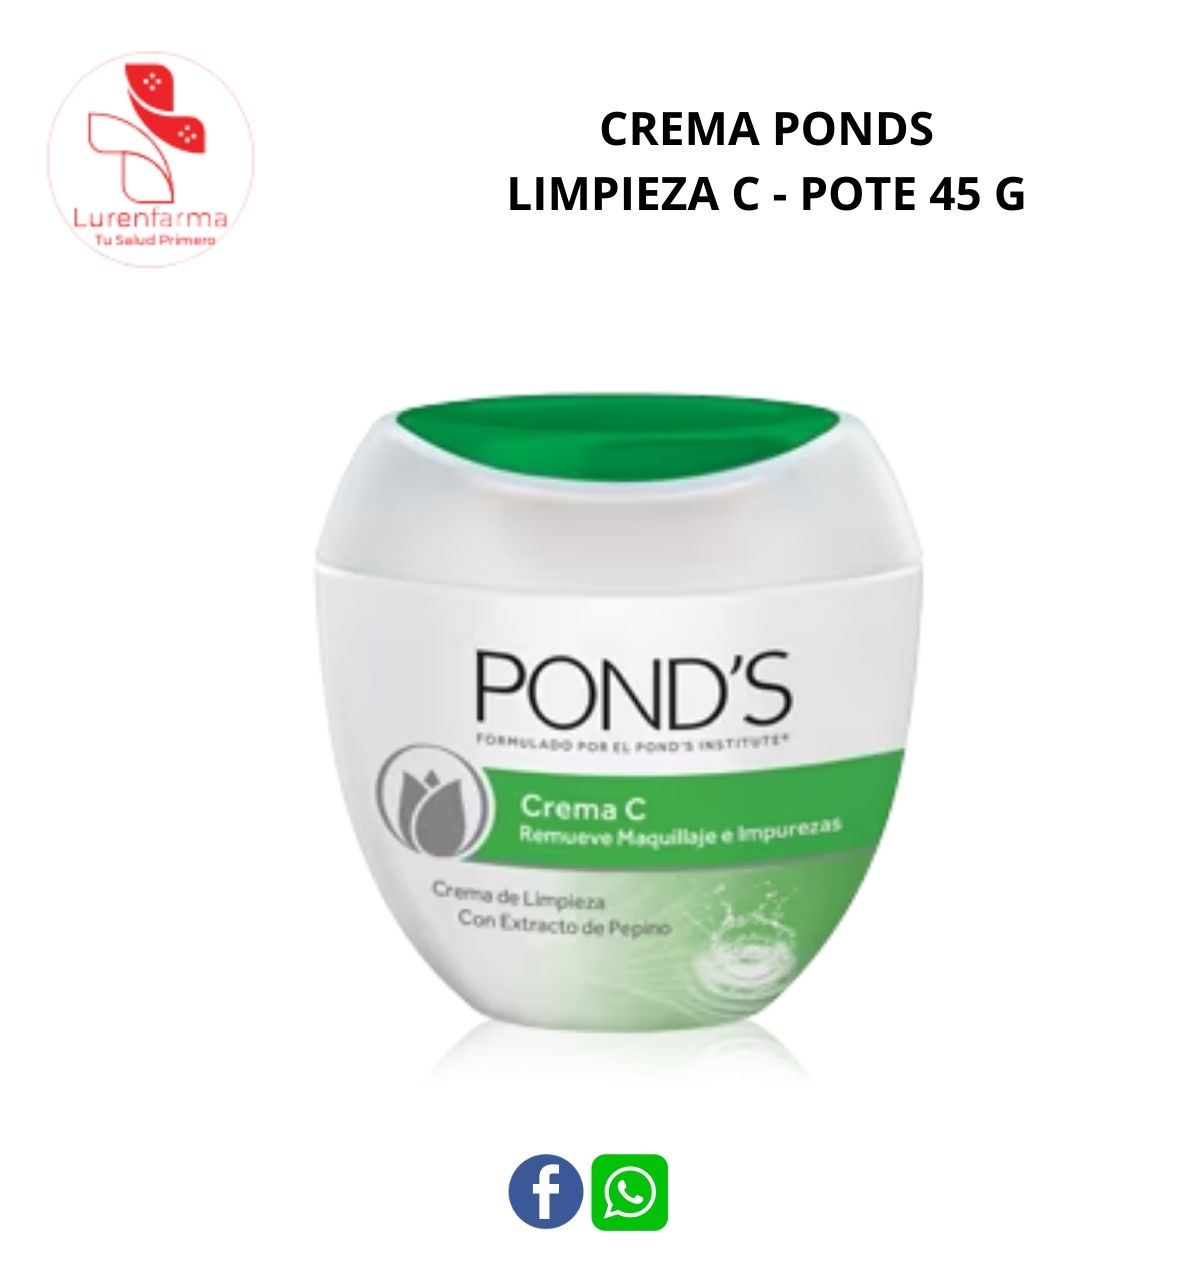 Lurenfarma
Tu Salud Primero
CREMA PONDS
LIMPIEZA C - POTE 45 G
POND'S
FORMULADO POR EL POND'S INSTITUTE®
Crema C
Remueve Maquillaje e Impurezas
Crema de Limpieza
Con Extracto de Pepino